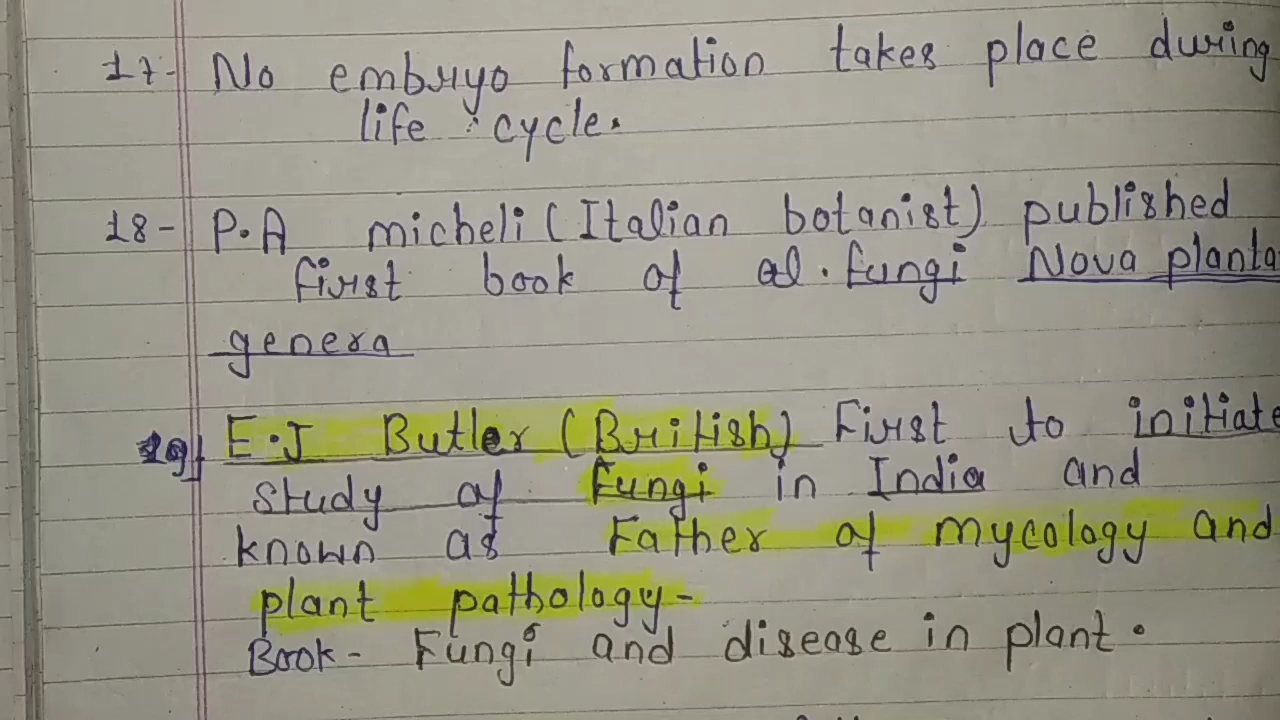 17- No embryo formation takes place during
life cycle.
18- P.A micheli (Italian botanist) published
first book of fungi Nova planta
genera
19) E.J Butler (British) First to initiate
study of Fungi in India and
known as Father of mycology and
plant pathology-
Book- Fungi and disease in plant.